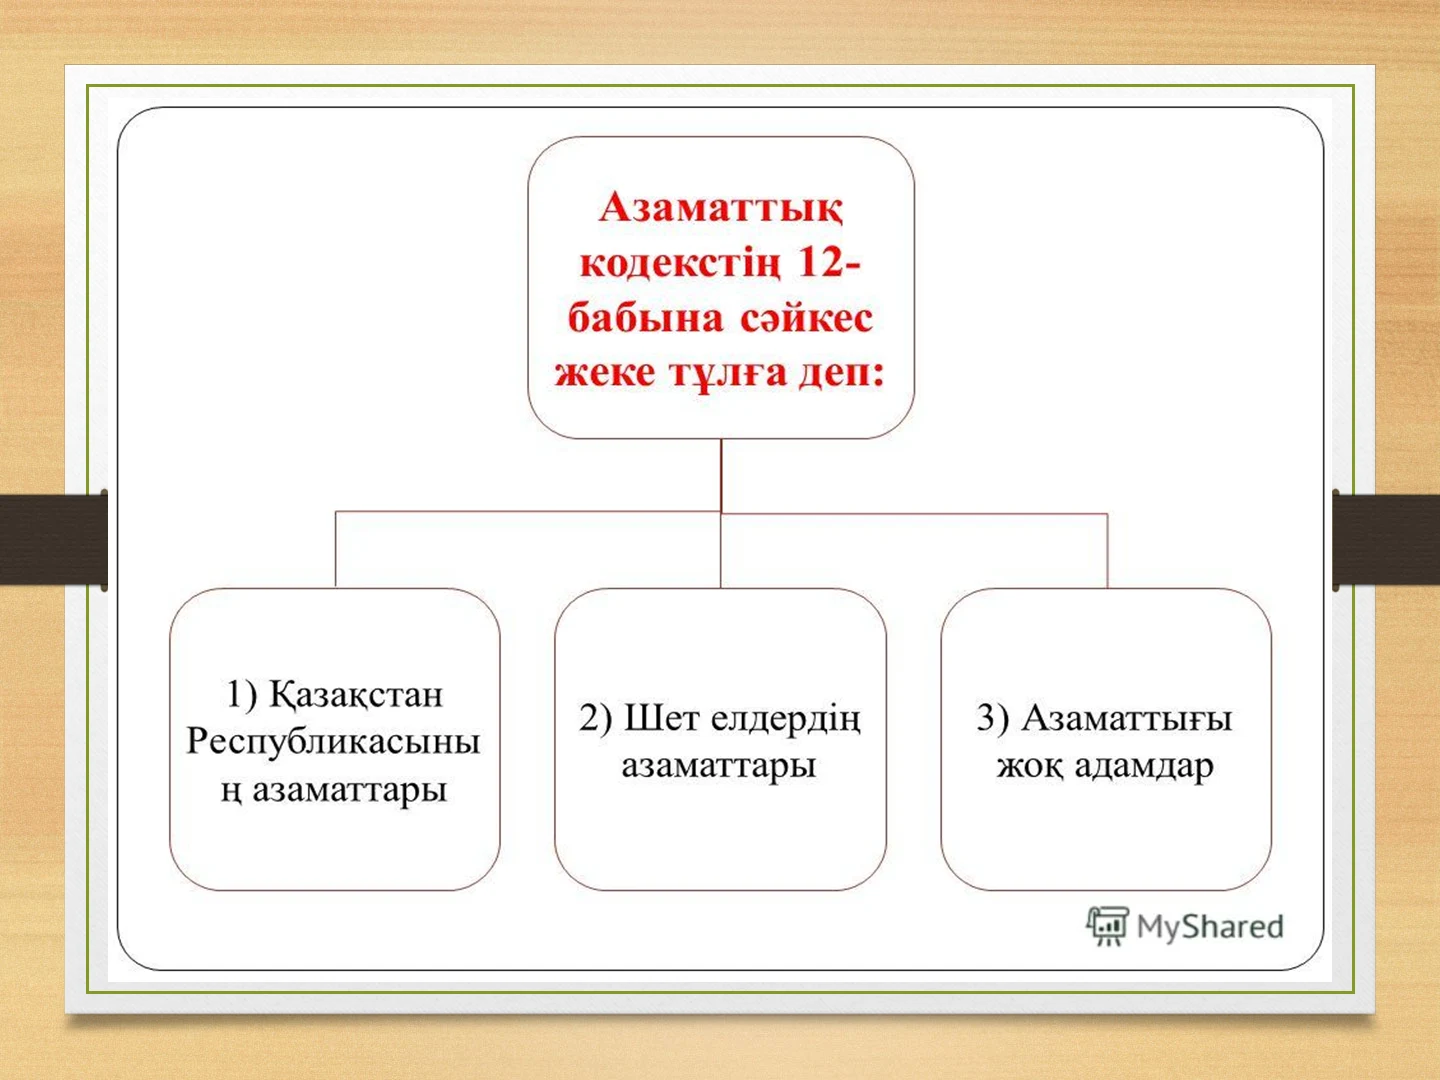 Азаматтық
кодекстің 12-
бабына сәйкес
жеке тұлға деп:
1) Қазақстан
Республикасыны
ң азаматтары
2) Шет елдердің
азаматтары
3) Азаматтығы
жоқ адамдар
MyShared